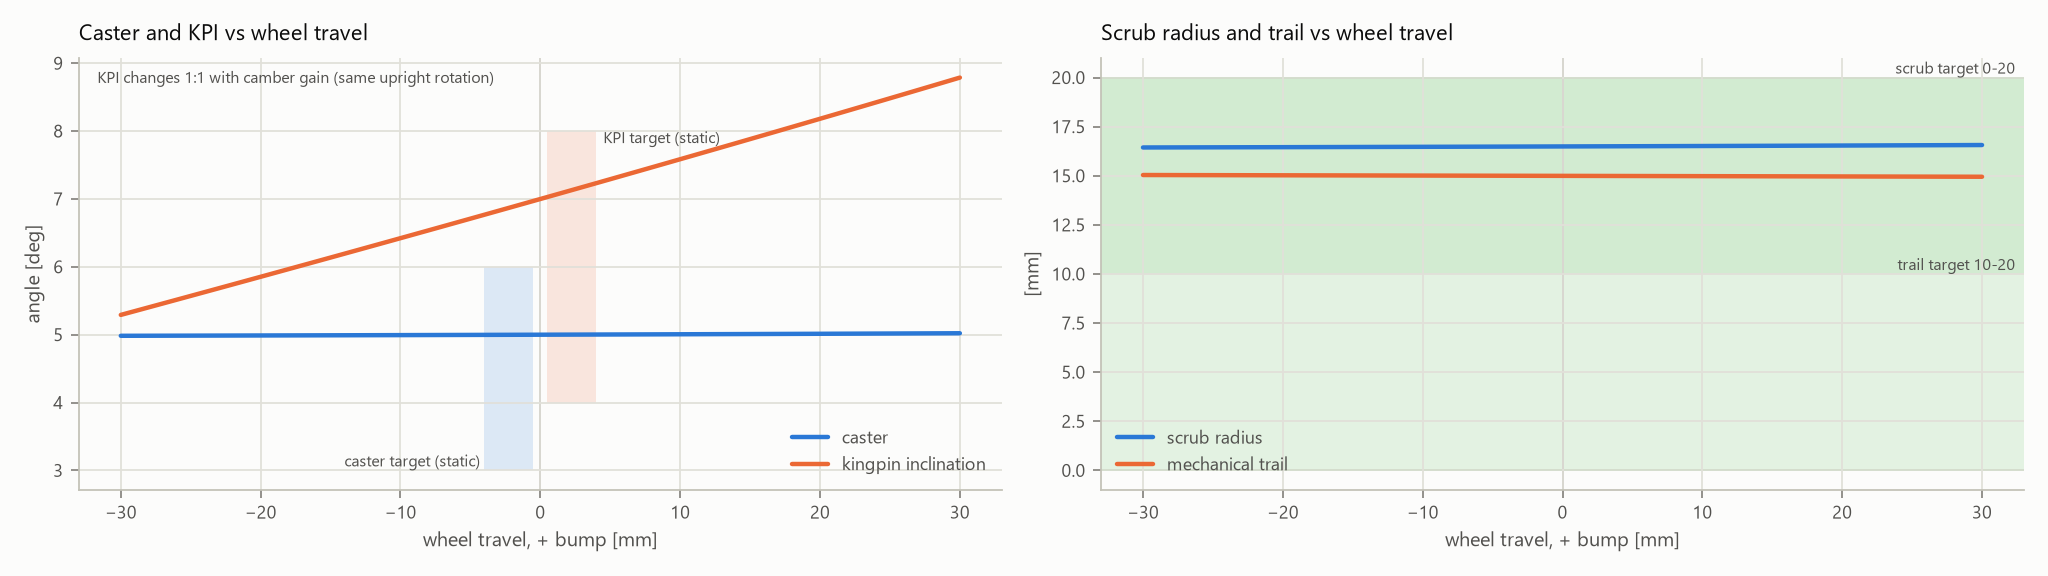 Caster and KPI vs wheel travel
KPI changes 1:1 with camber gain (same upright rotation)
KPI target (static)
caster target (static)
caster
kingpin inclination
angle [deg]
9
8
7
6
5
4
3
−30
−20
−10
0
10
20
30
wheel travel, + bump [mm]
Scrub radius and trail vs wheel travel
scrub target 0-20
trail target 10-20
scrub radius
mechanical trail
[mm]
20.0
17.5
15.0
12.5
10.0
7.5
5.0
2.5
0.0
−30
−20
−10
0
10
20
30
wheel travel, + bump [mm]